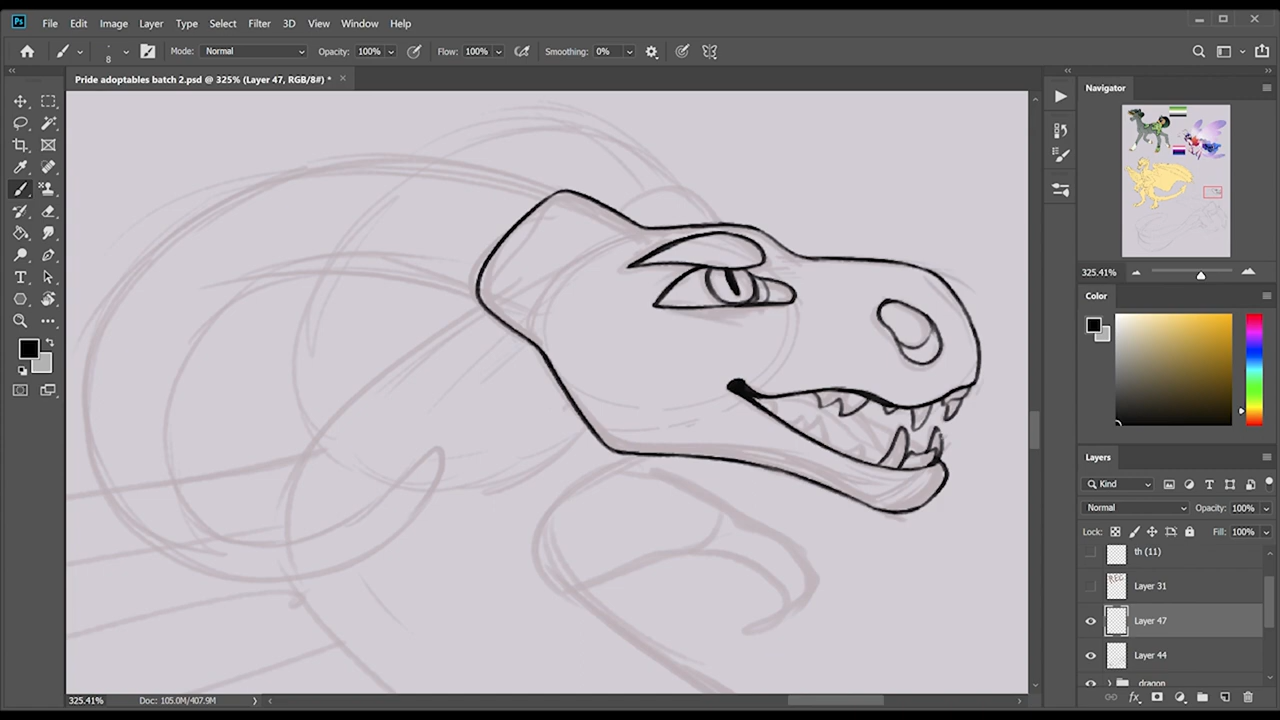 Ps File Edit Image Layer Type Select Filter 3D View Window Help
8 Mode: Normal Opacity: 100% Flow: 100% Smoothing: 0%
Pride adoptables batch 2.psd @ 325% (Layer 47, RGB/8#) * ×
Navigator
325.41%
Color
Layers
Kind
Normal Opacity: 100%
Lock: Fill: 100%
th (11)
Layer 31
Layer 47
Layer 44
dragon
fx
325.41% Doc: 105.0M/407.9M